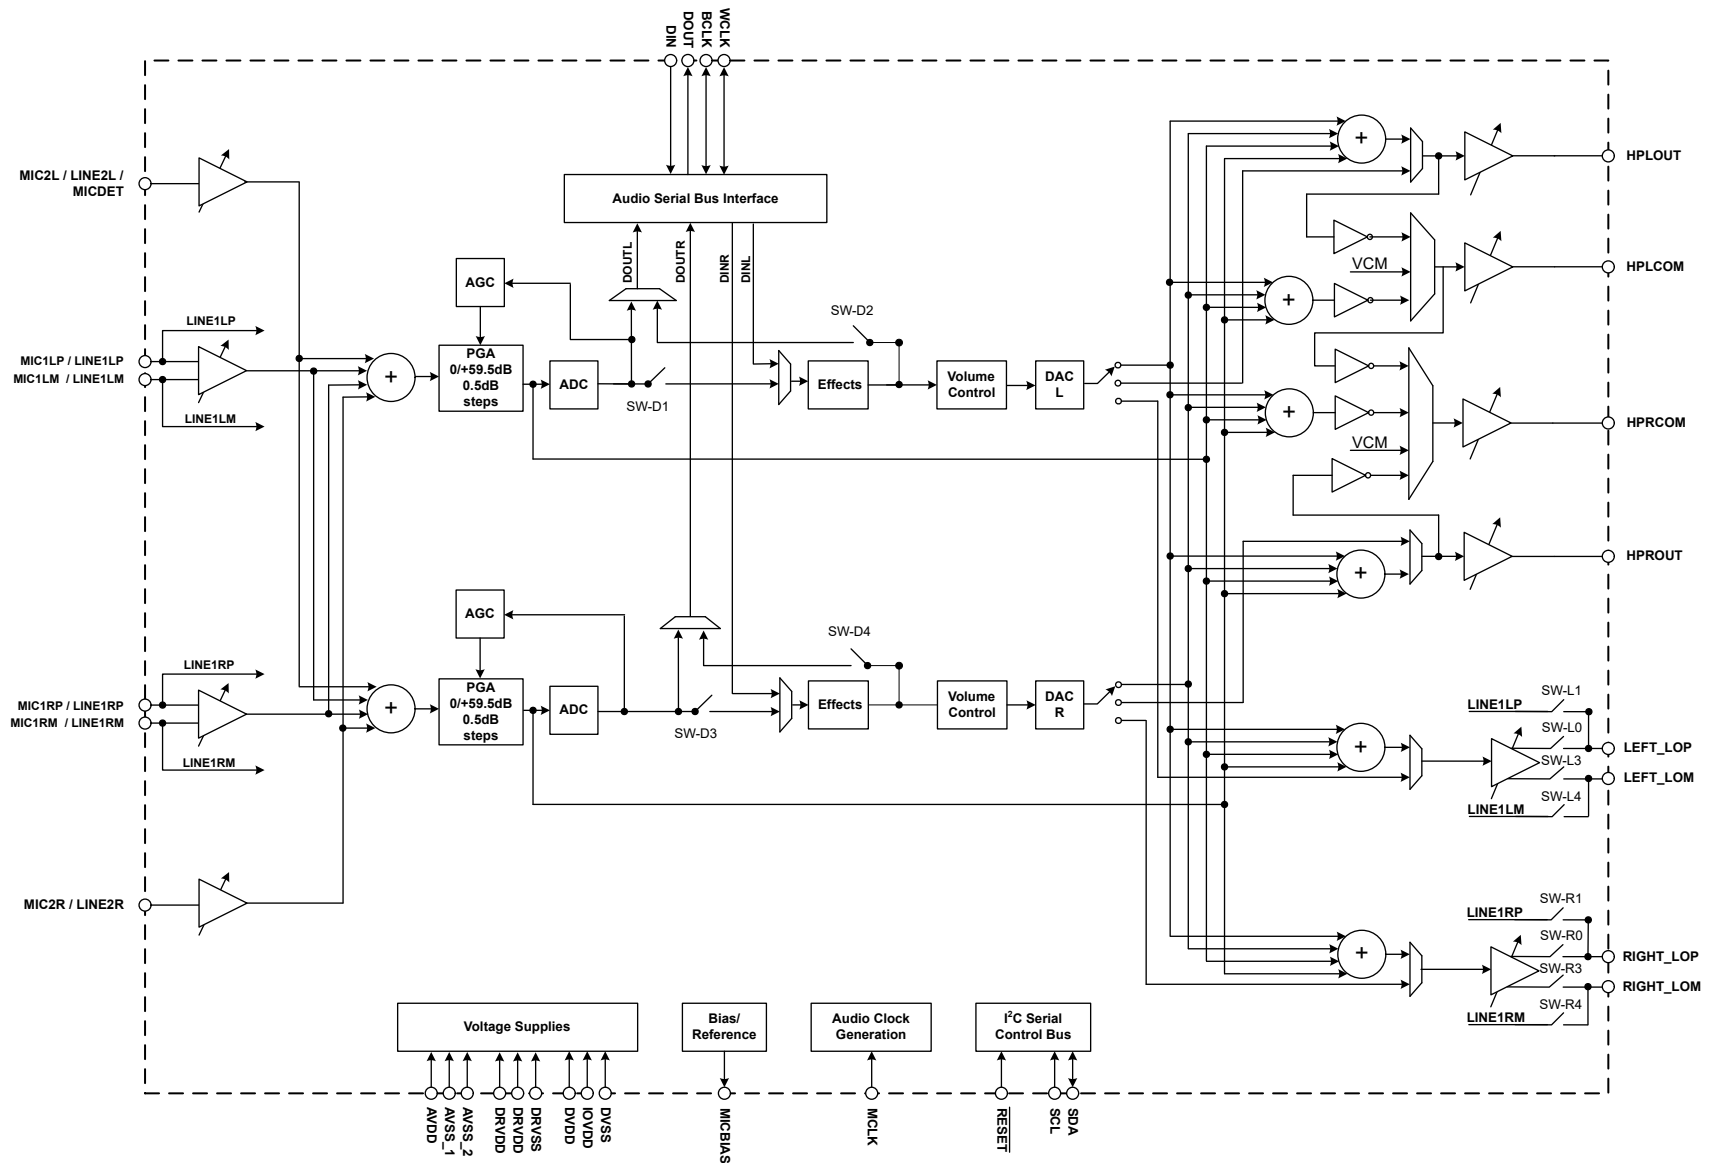 DIN
DOUT
BCLK
WCLK
MIC2L / LINE2L /
MICDET
Audio Serial Bus Interface
DOUTL
DOUTR
DINR
DINL
AGC
SW-D2
LINE1LP
MIC1LP / LINE1LP
MIC1LM / LINE1LM
LINE1LM
+
PGA
0/+59.5dB
0.5dB
steps
ADC
SW-D1
Effects
Volume
Control
DAC
L
+
HPLOUT
VCM
+
HPLCOM
+
VCM
HPRCOM
+
HPROUT
AGC
SW-D4
LINE1RP
MIC1RP / LINE1RP
MIC1RM / LINE1RM
LINE1RM
+
PGA
0/+59.5dB
0.5dB
steps
ADC
SW-D3
Effects
Volume
Control
DAC
R
+
SW-L1
LINE1LP
SW-L0
LEFT_LOP
SW-L3
LEFT_LOM
SW-L4
LINE1LM
MIC2R / LINE2R
+
SW-R1
LINE1RP
SW-R0
RIGHT_LOP
SW-R3
RIGHT_LOM
SW-R4
LINE1RM
Voltage Supplies
Bias/
Reference
Audio Clock
Generation
I2C Serial
Control Bus
AVDD
AVSS_1
AVSS_2
DRVDD
DRVDD
DRVSS
DVDD
IOVDD
DVSS
MICBIAS
MCLK
RESET
SCL
SDA